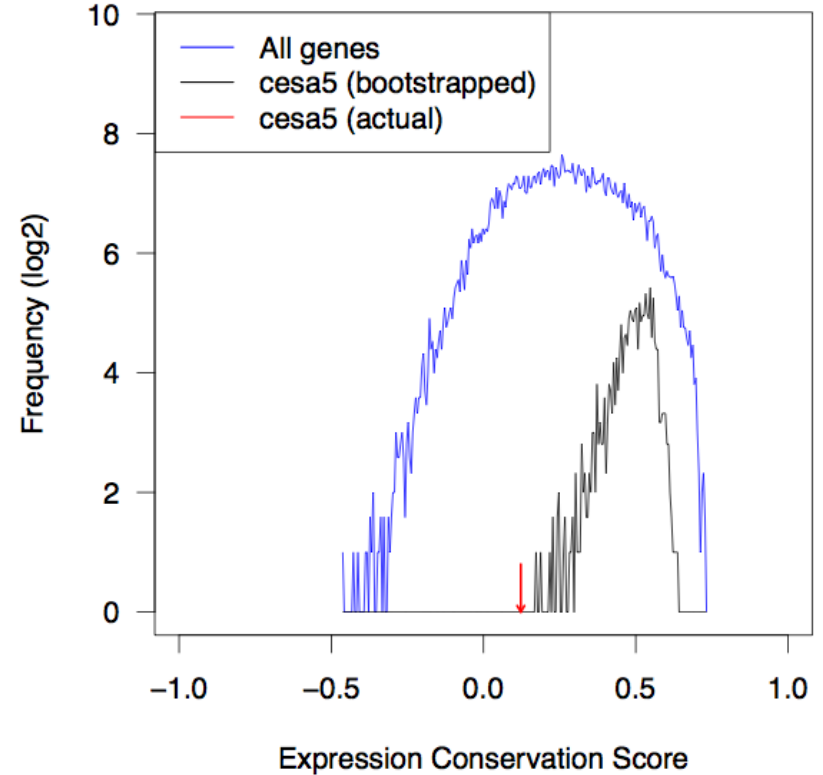 10
8
6
4
2
0
Frequency (log2)
All genes
cesa5 (bootstrapped)
cesa5 (actual)
−1.0 −0.5 0.0 0.5 1.0
Expression Conservation Score